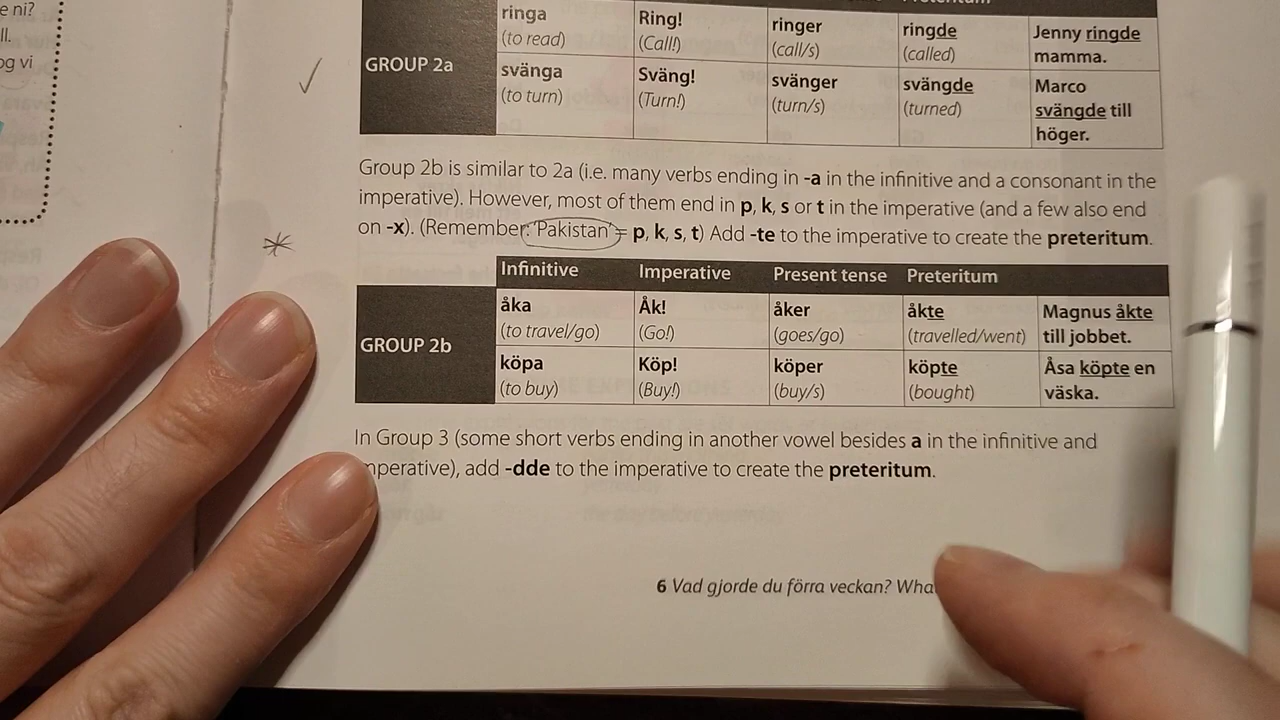 e ni?
ll.
og vi
ringa Ring! ringer ringde Jenny ringde
(to read) (Call!) (call/s) (called) mamma.
GROUP 2a
svänga Sväng! svänger svängde Marco
(to turn) (Turn!) (turn/s) (turned) svängde till
höger.
Group 2b is similar to 2a (i.e. many verbs ending in -a in the infinitive and a consonant in the
imperative). However, most of them end in p, k, s or t in the imperative (and a few also end
on -x). (Remember: 'Pakistan' = p, k, s, t) Add -te to the imperative to create the preteritum.
Infinitive Imperative Present tense Preteritum
GROUP 2b
åka Åk! åker åkte Magnus åkte
(to travel/go) (Go!) (goes/go) (travelled/went) till jobbet.
köpa Köp! köper köpte Åsa köpte en
(to buy) (Buy!) (buy/s) (bought) väska.
In Group 3 (some short verbs ending in another vowel besides a in the infinitive and
mperative), add -dde to the imperative to create the preteritum.
6 Vad gjorde du förra veckan? Wha